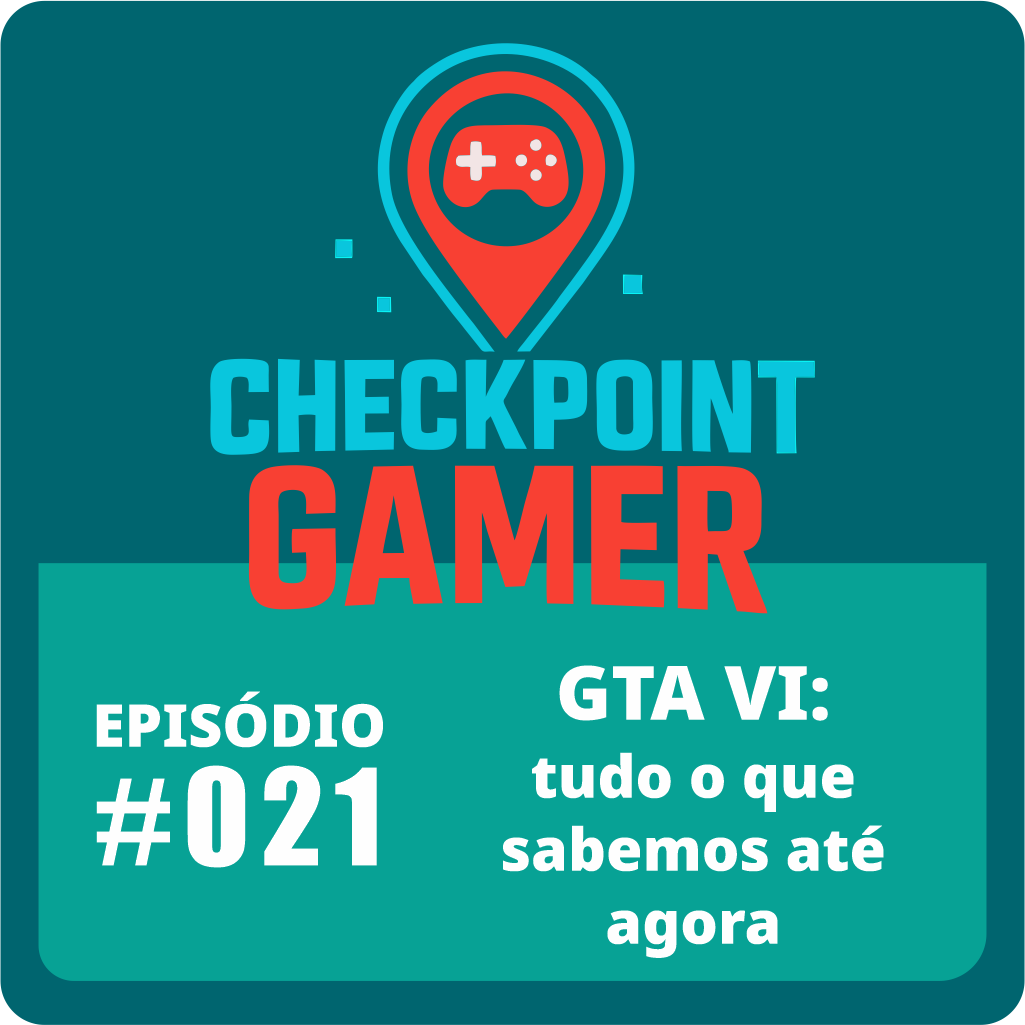 CHECKPOINT
GAMER
EPISÓDIO
#021
GTA VI:
tudo o que
sabemos até
agora